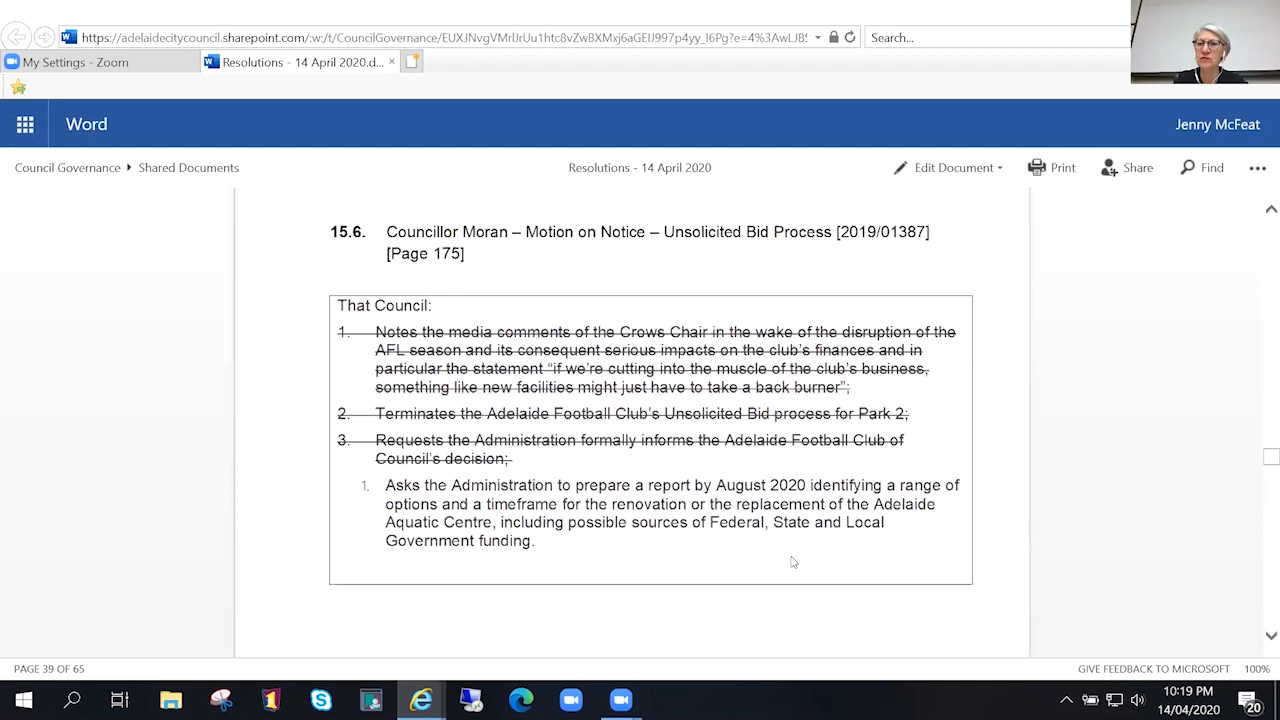 https://adelaidecitycouncil.sharepoint.com/:w:/t/CouncilGovernance/EUXJNvgVMrlJrUu1htc8vZwBXMxj6aGEIJ997p4yy_I6Pg?e=4%3AwLJB
Search...
My Settings - Zoom
Resolutions - 14 April 2020.d...
Word
Jenny McFeat
Council Governance
Shared Documents
Resolutions - 14 April 2020
Edit Document
Print
Share
Find
15.6. Councillor Moran – Motion on Notice – Unsolicited Bid Process [2019/01387]
[Page 175]
That Council:
1. Notes the media comments of the Crows Chair in the wake of the disruption of the
AFL season and its consequent serious impacts on the club's finances and in
particular the statement "if we're cutting into the muscle of the club's business,
something like new facilities might just have to take a back burner";
2. Terminates the Adelaide Football Club's Unsolicited Bid process for Park 2;
3. Requests the Administration formally informs the Adelaide Football Club of
Council's decision;
1. Asks the Administration to prepare a report by August 2020 identifying a range of
options and a timeframe for the renovation or the replacement of the Adelaide
Aquatic Centre, including possible sources of Federal, State and Local
Government funding.
PAGE 39 OF 65
GIVE FEEDBACK TO MICROSOFT
100%
10:19 PM
14/04/2020
20